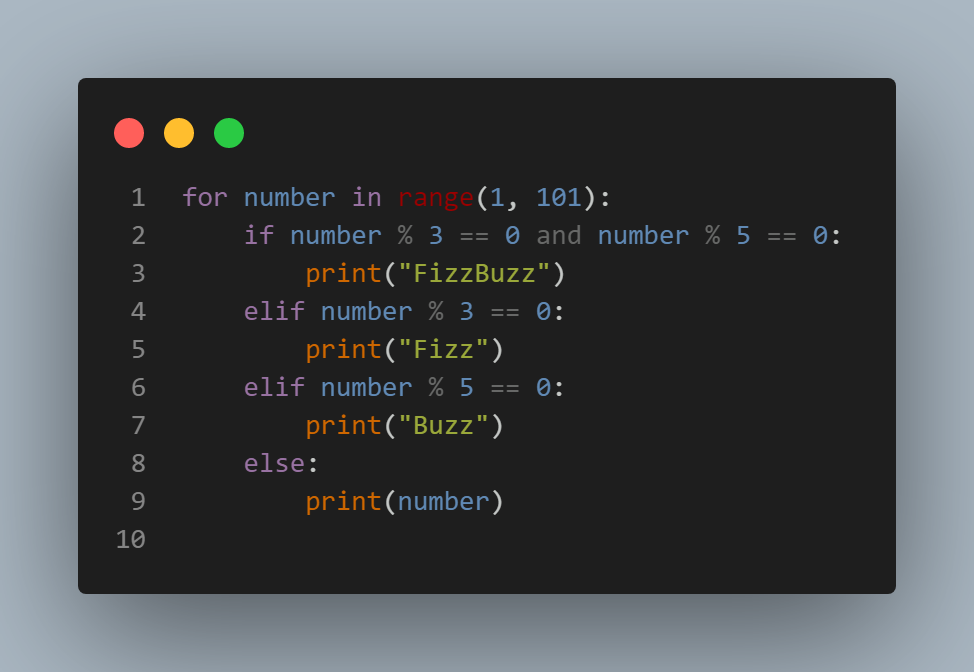 1 for number in range(1, 101):
2     if number % 3 == 0 and number % 5 == 0:
3         print("FizzBuzz")
4     elif number % 3 == 0:
5         print("Fizz")
6     elif number % 5 == 0:
7         print("Buzz")
8     else:
9         print(number)
10